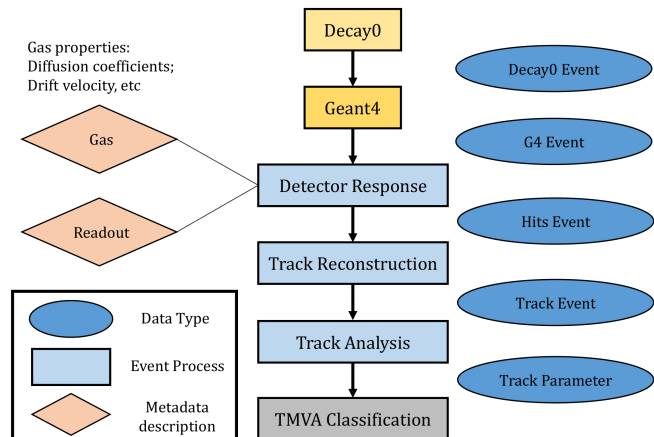 Gas properties:
Diffusion coefficients;
Drift velocity, etc
Decay0
Decay0 Event
Geant4
Gas
G4 Event
Detector Response
Readout
Hits Event
Track Reconstruction
Track Event
Data Type
Track Analysis
Event Process
Track Parameter
Metadata
description
TMVA Classification